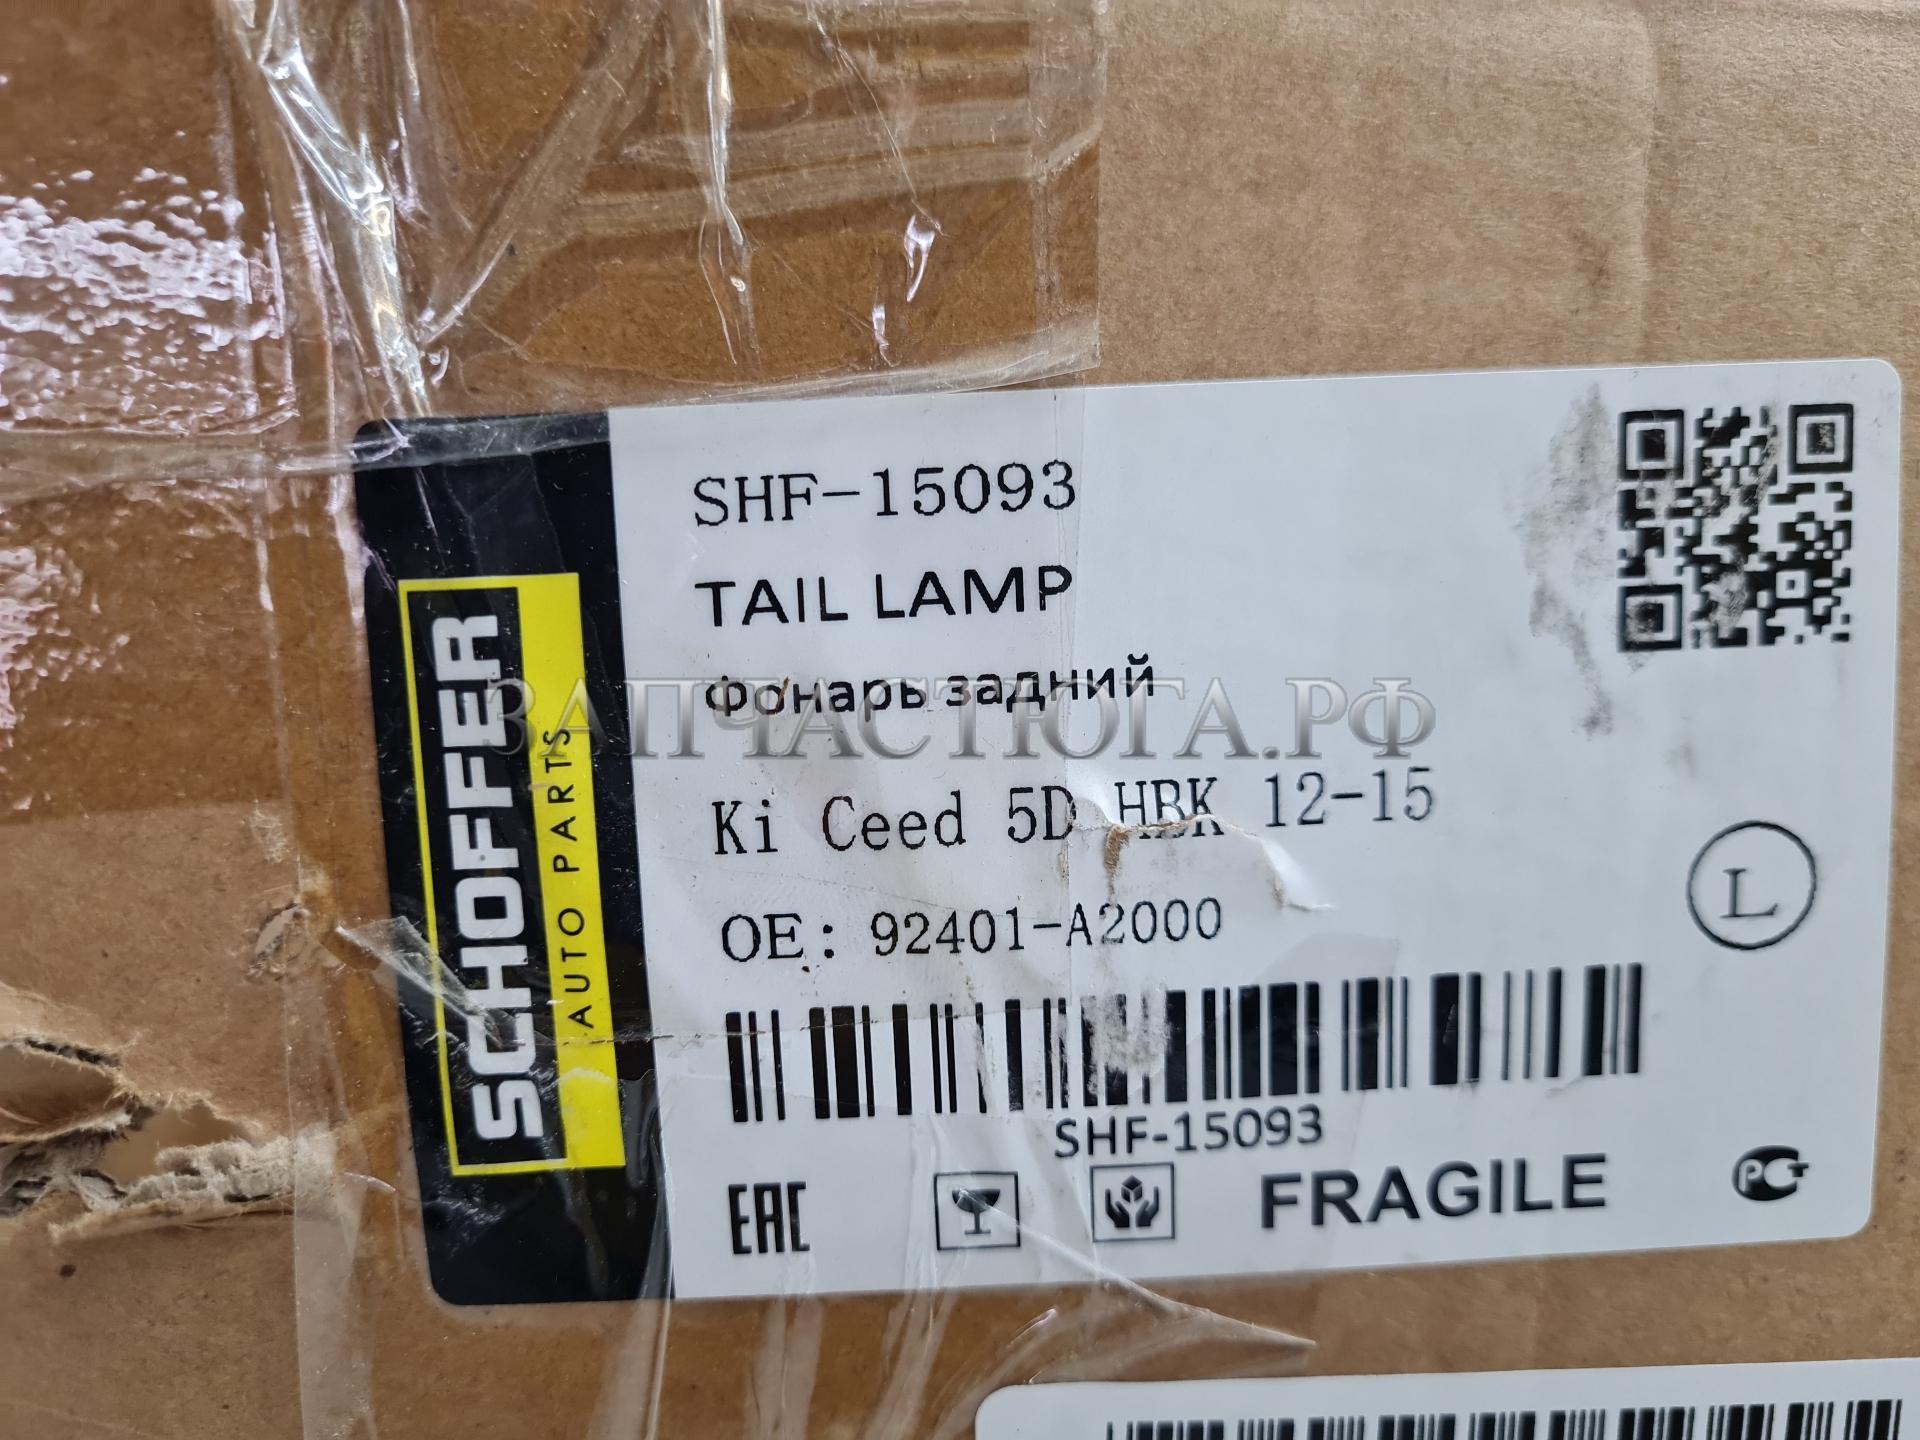 SCHOFFER
AUTO PARTS
SHF-15093
TAIL LAMP
Фонарь задний
ЗАПЧАСТЮГА.РФ
Ki Ceed 5D HBK 12-15
OE: 92401-A2000
L
SHF-15093
EAC
FRAGILE
РСТ